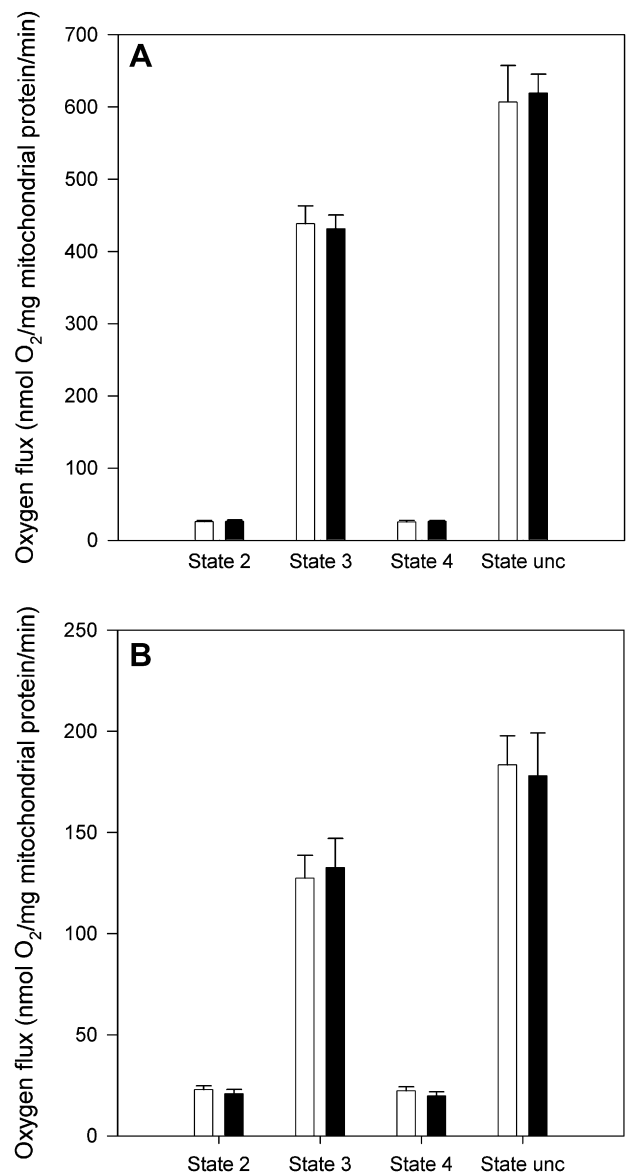 A
Oxygen flux (nmol O₂/mg mitochondrial protein/min)
700
600
500
400
300
200
100
0
State 2 State 3 State 4 State unc
B
Oxygen flux (nmol O₂/mg mitochondrial protein/min)
250
200
150
100
50
0
State 2 State 3 State 4 State unc